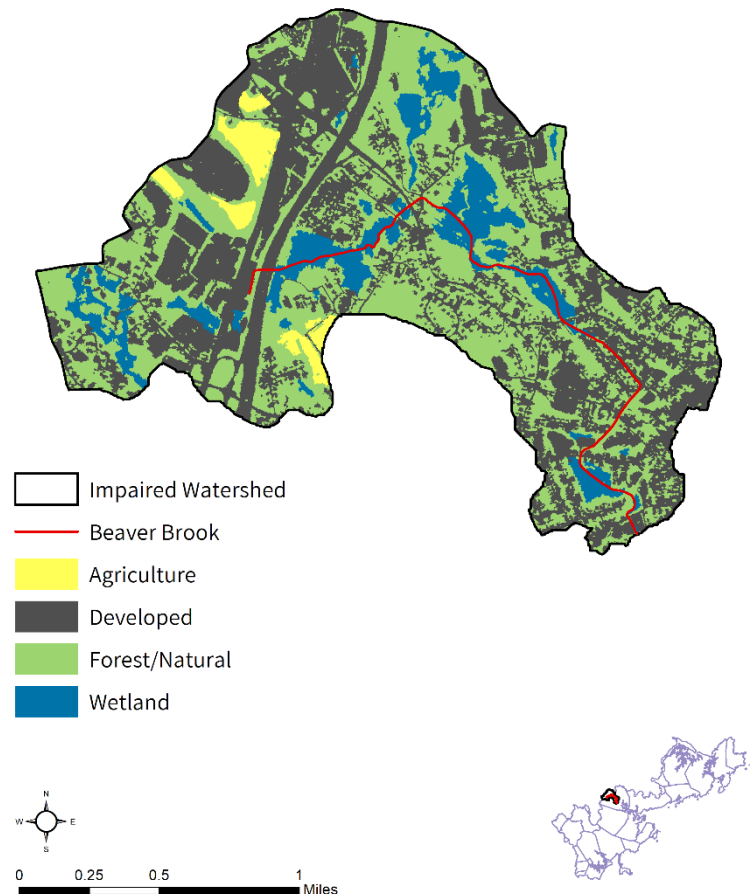 Impaired Watershed
Beaver Brook
Agriculture
Developed
Forest/Natural
Wetland
N
W E
S
0 0.25 0.5 1
Miles